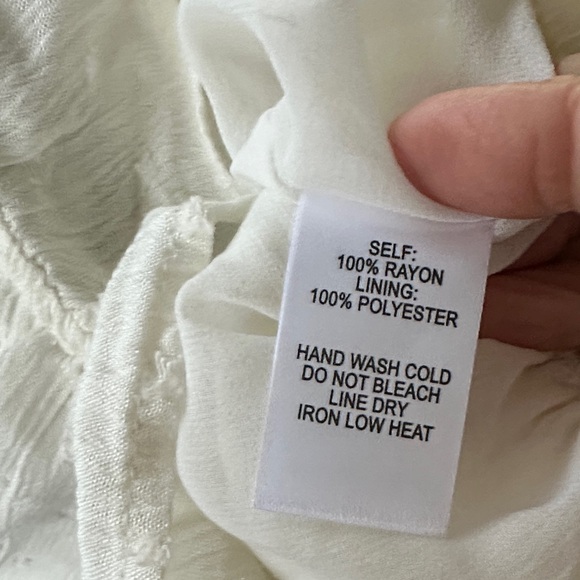 SELF:
100% RAYON
LINING:
100% POLYESTER
HAND WASH COLD
DO NOT BLEACH
LINE DRY
IRON LOW HEAT